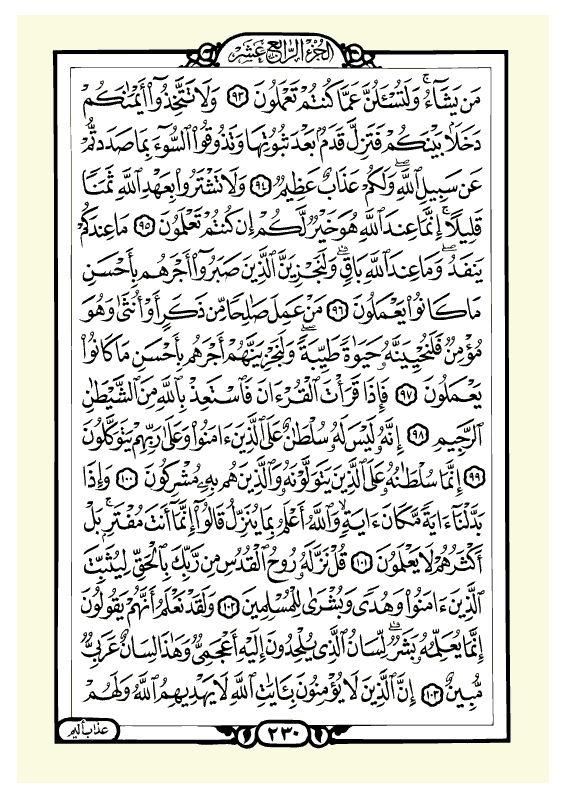 الجزء الرابع عشر
مَن يَشَآءُ ۚ وَلَتُسْـَٔلُنَّ عَمَّا كُنتُمْ تَعْمَلُونَ ٩٣ وَلَا تَتَّخِذُوٓا۟ أَيْمَٰنَكُمْ
دَخَلًۢا بَيْنَكُمْ فَتَزِلَّ قَدَمٌۢ بَعْدَ ثُبُوتِهَا وَتَذُوقُوا۟ ٱلسُّوٓءَ بِمَا صَدَدتُّمْ
عَن سَبِيلِ ٱللَّهِ ۖ وَلَكُمْ عَذَابٌ عَظِيمٌ ٩٤ وَلَا تَشْتَرُوا۟ بِعَهْدِ ٱللَّهِ ثَمَنًا
قَلِيلًا ۚ إِنَّمَا عِندَ ٱللَّهِ هُوَ خَيْرٌ لَّكُمْ إِن كُنتُمْ تَعْلَمُونَ ٩٥ مَا عِندَكُمْ
يَنفَدُ ۖ وَمَا عِندَ ٱللَّهِ بَاقٍ ۗ وَلَنَجْزِيَنَّ ٱلَّذِينَ صَبَرُوٓا۟ أَجْرَهُم بِأَحْسَنِ
مَا كَانُوا۟ يَعْمَلُونَ ٩٦ مَنْ عَمِلَ صَٰلِحًا مِّن ذَكَرٍ أَوْ أُنثَىٰ وَهُوَ
مُؤْمِنٌ فَلَنُحْيِيَنَّهُۥ حَيَوٰةً طَيِّبَةً ۖ وَلَنَجْزِيَنَّهُمْ أَجْرَهُم بِأَحْسَنِ مَا كَانُوا۟
يَعْمَلُونَ ٩٧ فَإِذَا قَرَأْتَ ٱلْقُرْءَانَ فَٱسْتَعِذْ بِٱللَّهِ مِنَ ٱلشَّيْطَٰنِ
ٱلرَّجِيمِ ٩٨ إِنَّهُۥ لَيْسَ لَهُۥ سُلْطَٰنٌ عَلَى ٱلَّذِينَ ءَامَنُوا۟ وَعَلَىٰ رَبِّهِمْ يَتَوَكَّلُونَ
٩٩ إِنَّمَا سُلْطَٰنُهُۥ عَلَى ٱلَّذِينَ يَتَوَلَّوْنَهُۥ وَٱلَّذِينَ هُم بِهِۦ مُشْرِكُونَ ١٠٠ وَإِذَا
بَدَّلْنَآ ءَايَةً مَّكَانَ ءَايَةٍ ۙ وَٱللَّهُ أَعْلَمُ بِمَا يُنَزِّلُ قَالُوٓا۟ إِنَّمَآ أَنتَ مُفْتَرٍۭ ۚ بَلْ
أَكْثَرُهُمْ لَا يَعْلَمُونَ ١٠١ قُلْ نَزَّلَهُۥ رُوحُ ٱلْقُدُسِ مِن رَّبِّكَ بِٱلْحَقِّ لِيُثَبِّتَ
ٱلَّذِينَ ءَامَنُوا۟ وَهُدًى وَبُشْرَىٰ لِلْمُسْلِمِينَ ١٠٢ وَلَقَدْ نَعْلَمُ أَنَّهُمْ يَقُولُونَ
إِنَّمَا يُعَلِّمُهُۥ بَشَرٌ ۗ لِّسَانُ ٱلَّذِى يُلْحِدُونَ إِلَيْهِ أَعْجَمِىٌّ وَهَٰذَا لِسَانٌ عَرَبِىٌّ
مُّبِينٌ ١٠٣ إِنَّ ٱلَّذِينَ لَا يُؤْمِنُونَ بِـَٔايَٰتِ ٱللَّهِ لَا يَهْدِيهِمُ ٱللَّهُ وَلَهُمْ
عذاب أليم
٢٣٠